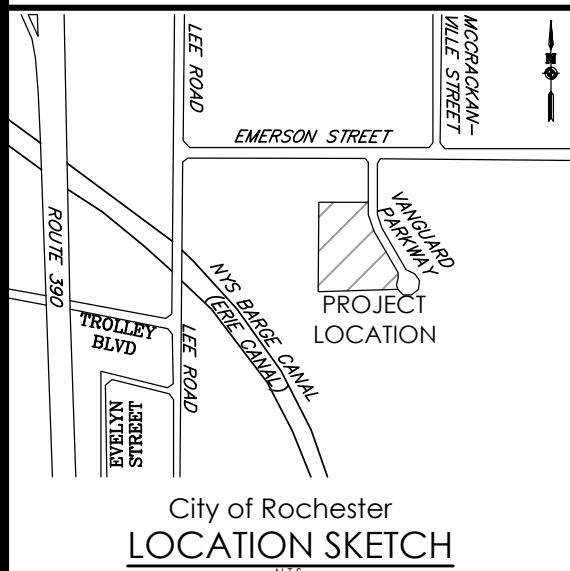 LEE ROAD
MCCRACKAN-
VILLE STREET
N
EMERSON STREET
VANGUARD
PARKWAY
ROUTE 390
NYS BARGE CANAL
(ERIE CANAL)
PROJECT
LOCATION
TROLLEY
BLVD
LEE ROAD
EVELYN
STREET
City of Rochester
LOCATION SKETCH
N.T.S.